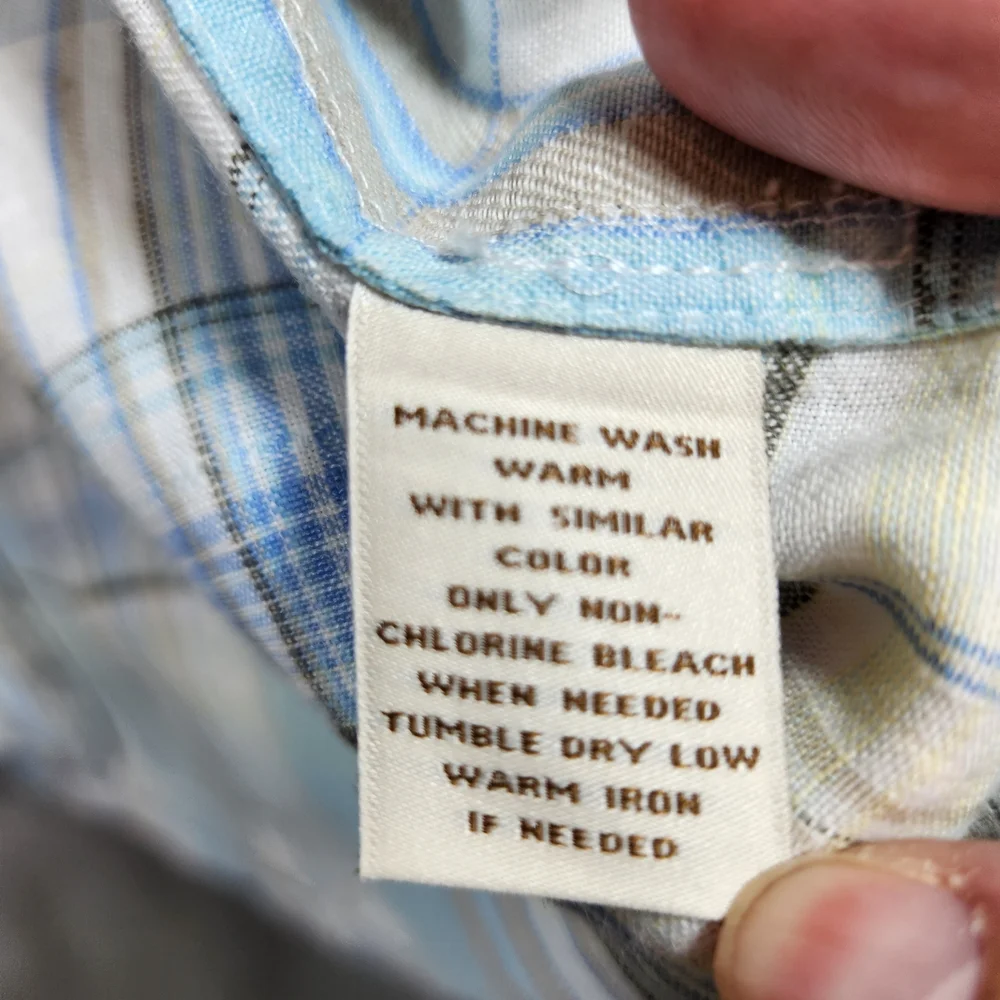 MACHINE WASH
WARM
WITH SIMILAR
COLOR
ONLY NON-
CHLORINE BLEACH
WHEN NEEDED
TUMBLE DRY LOW
WARM IRON
IF NEEDED